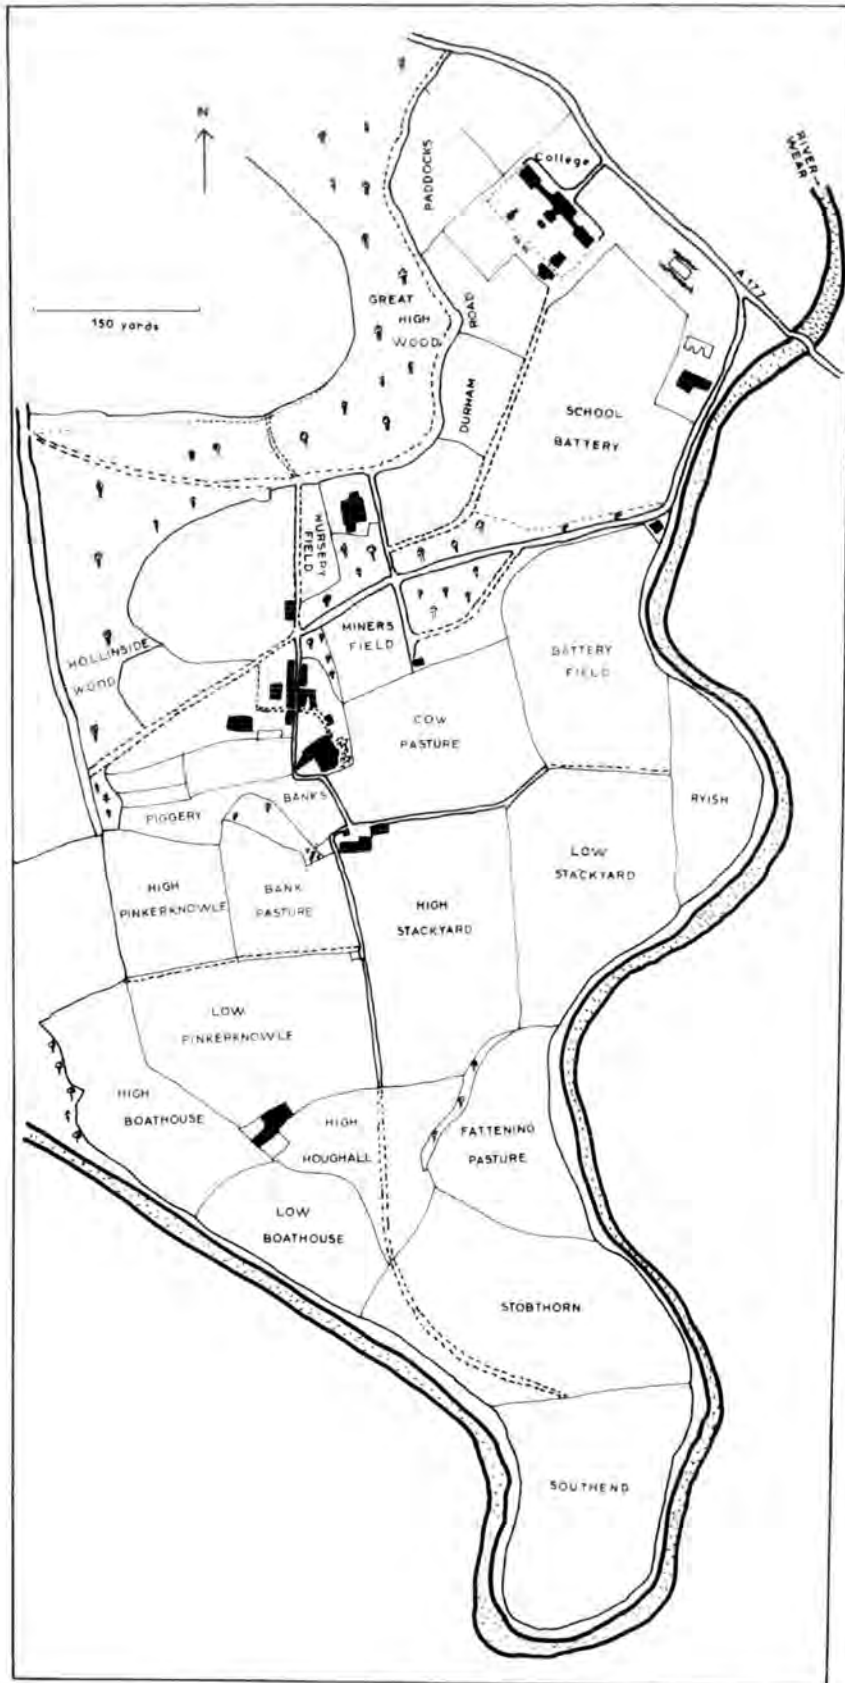 N
150 yards
College
PADDOCKS
RIVER
WEAR
A 177
GREAT
HIGH
WOOD
DURHAM
ROAD
SCHOOL
BATTERY
NURSERY
FIELD
MINERS
FIELD
HOLLINSIDE
WOOD
BATTERY
FIELD
COW
PASTURE
RYISH
BANKS
PIGGERY
LOW
STACKYARD
HIGH
PINKERKNOWLE
BANK
PASTURE
HIGH
STACKYARD
LOW
PINKERKNOWLE
HIGH
BOATHOUSE
HIGH
HOUGHALL
FATTENING
PASTURE
LOW
BOATHOUSE
STOBTHORN
SOUTHEND